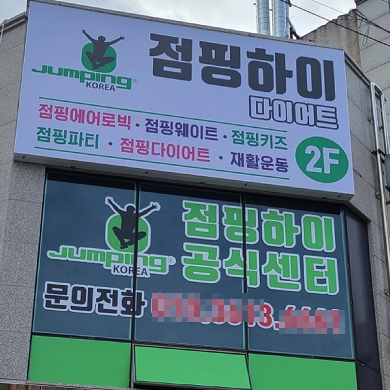 Jumping®
KOREA
점핑하이
다이어트
점핑에어로빅 · 점핑웨이트 · 점핑키즈
점핑파티 · 점핑다이어트 · 재활운동
2F
Jumping®
KOREA
점핑하이
공식센터
문의전화